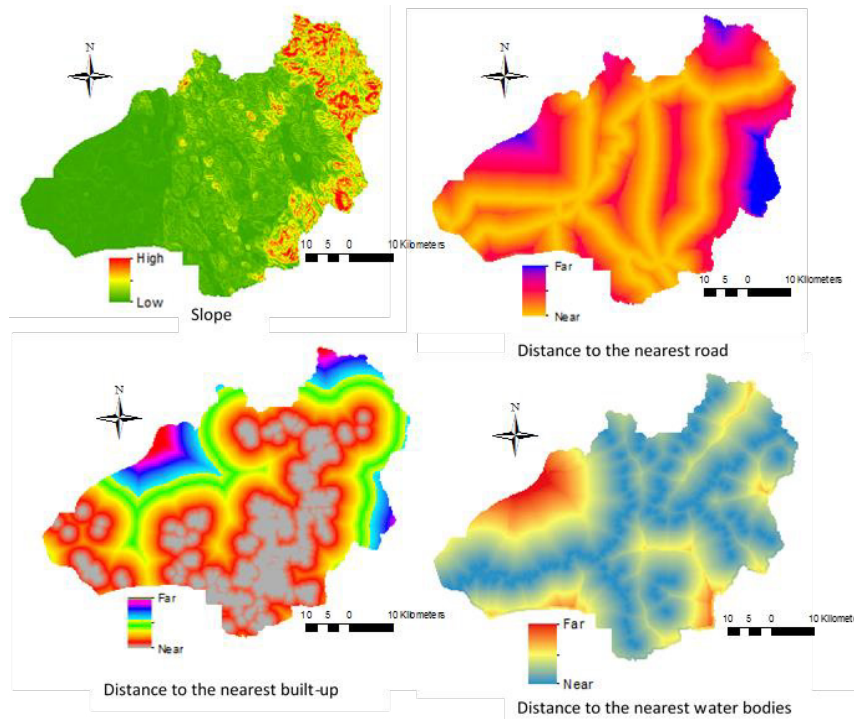 N
High
Low
10 5 0 10 Kilometers
Slope
N
Far
Near
10 5 0 10 Kilometers
Distance to the nearest road
N
Far
Near
10 5 0 10 Kilometers
Distance to the nearest built-up
N
Far
Near
10 5 0 10 Kilometers
Distance to the nearest water bodies